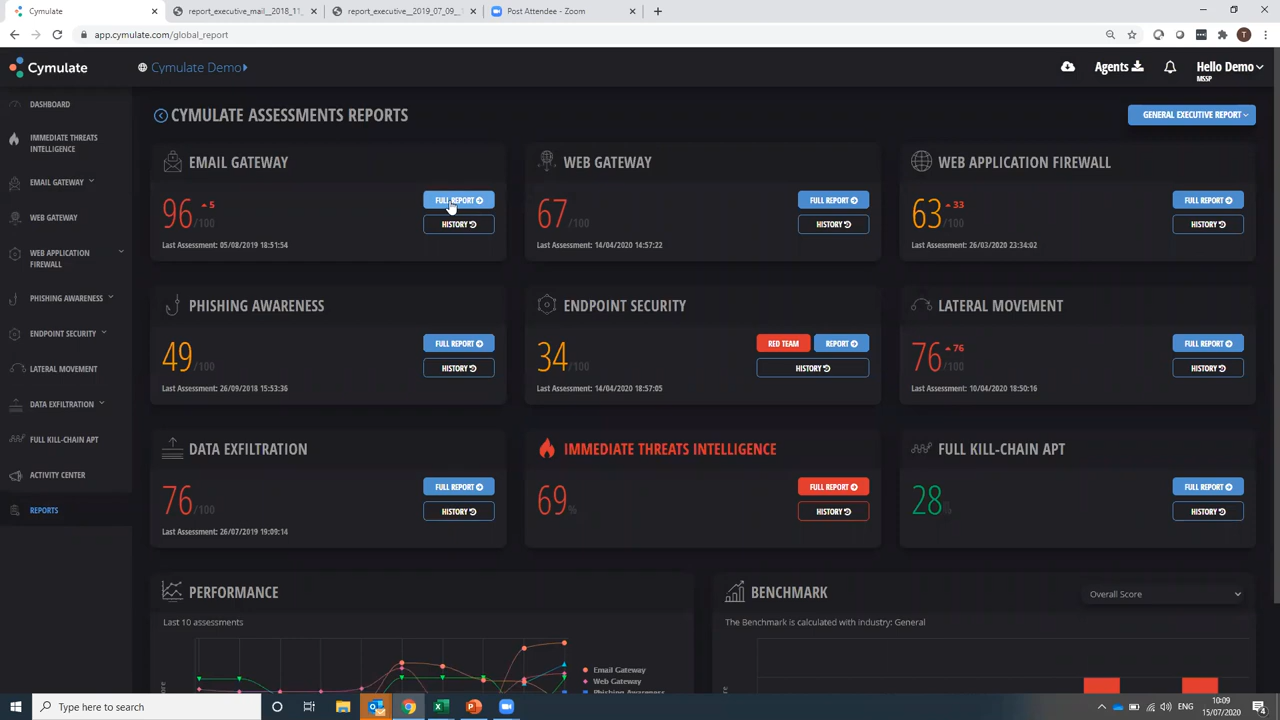 Cymulate
report_executive_mail__2018_11_
report_executive__2019_07_09__1
Post Attendee - Zoom
app.cymulate.com/global_report
T
Cymulate
Cymulate Demo
Agents
Hello Demo
MSSP
DASHBOARD
IMMEDIATE THREATS
INTELLIGENCE
EMAIL GATEWAY
WEB GATEWAY
WEB APPLICATION
FIREWALL
PHISHING AWARENESS
ENDPOINT SECURITY
LATERAL MOVEMENT
DATA EXFILTRATION
FULL KILL-CHAIN APT
ACTIVITY CENTER
REPORTS
CYMULATE ASSESSMENTS REPORTS
GENERAL EXECUTIVE REPORT
EMAIL GATEWAY
96 5
/100
FULL REPORT
HISTORY
Last Assessment: 05/08/2019 18:51:54
WEB GATEWAY
67
/100
FULL REPORT
HISTORY
Last Assessment: 14/04/2020 14:57:22
WEB APPLICATION FIREWALL
63 33
/100
FULL REPORT
HISTORY
Last Assessment: 26/03/2020 23:34:02
PHISHING AWARENESS
49
/100
FULL REPORT
HISTORY
Last Assessment: 26/09/2018 15:53:36
ENDPOINT SECURITY
34
/100
RED TEAM
REPORT
HISTORY
Last Assessment: 14/04/2020 18:57:05
LATERAL MOVEMENT
76 76
/100
FULL REPORT
HISTORY
Last Assessment: 10/04/2020 18:50:16
DATA EXFILTRATION
76
/100
FULL REPORT
HISTORY
Last Assessment: 26/07/2019 19:09:14
IMMEDIATE THREATS INTELLIGENCE
69
%
FULL REPORT
HISTORY
FULL KILL-CHAIN APT
28
%
FULL REPORT
HISTORY
PERFORMANCE
Last 10 assessments
Email Gateway
Web Gateway
Phishing Awareness
BENCHMARK
Overall Score
The Benchmark is calculated with industry: General
Type here to search
ENG
10:09
15/07/2020
4